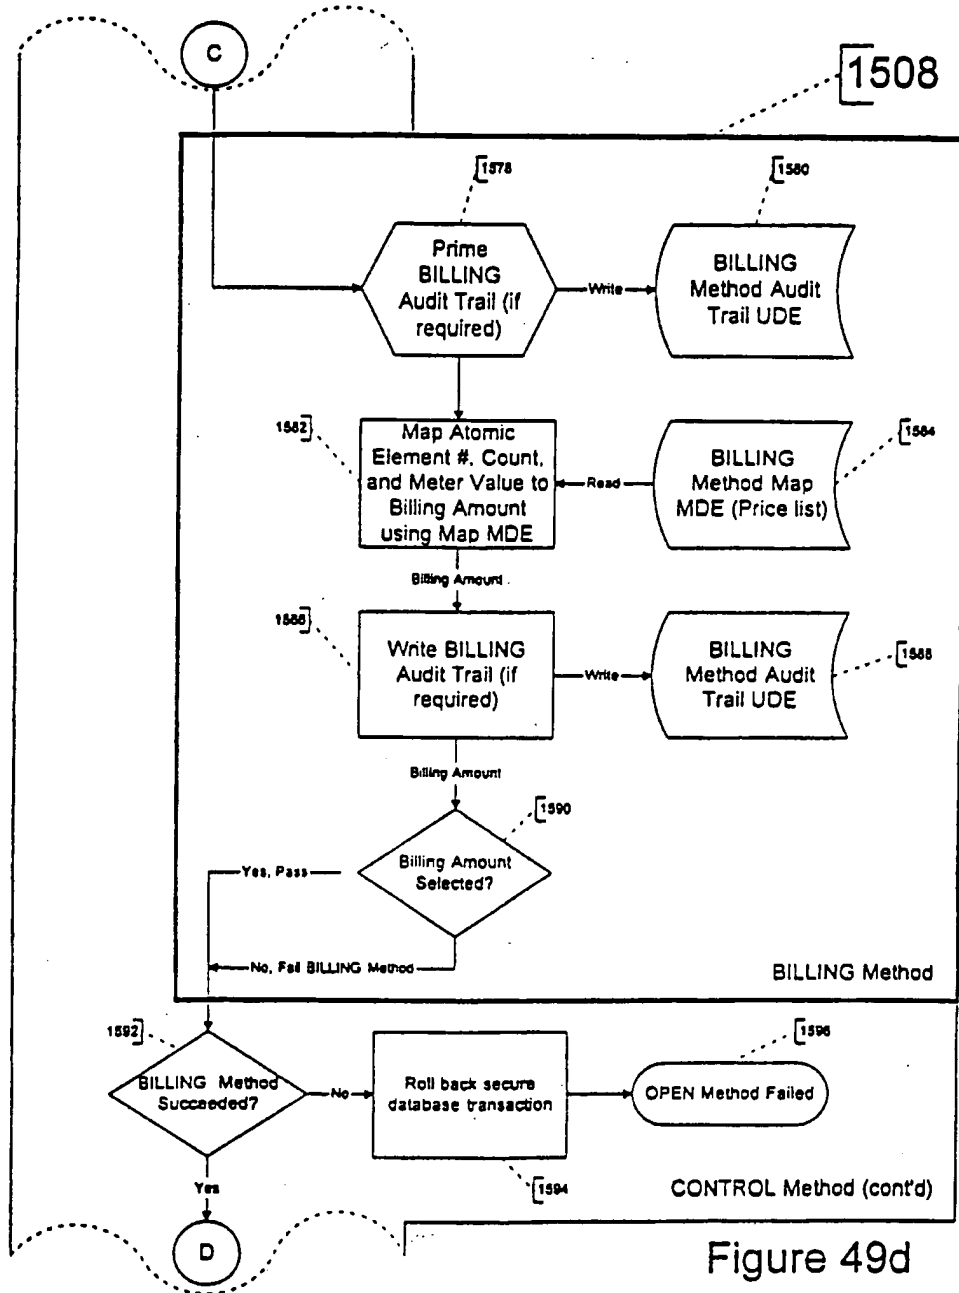 C
1508
1578
1580
Prime
BILLING
Audit Trail (if
required)
Write
BILLING
Method Audit
Trail UDE
1582
1584
Map Atomic
Element #, Count,
and Meter Value to
Billing Amount
using Map MDE
Read
BILLING
Method Map
MDE (Price list)
Billing Amount
1586
1588
Write BILLING
Audit Trail (if
required)
Write
BILLING
Method Audit
Trail UDE
Billing Amount
1590
Billing Amount
Selected?
Yes, Pass
No, Fail BILLING Method
BILLING Method
1592
1596
BILLING Method
Succeeded?
No
Roll back secure
database transaction
OPEN Method Failed
Yes
1594
CONTROL Method (cont'd)
D
Figure 49d